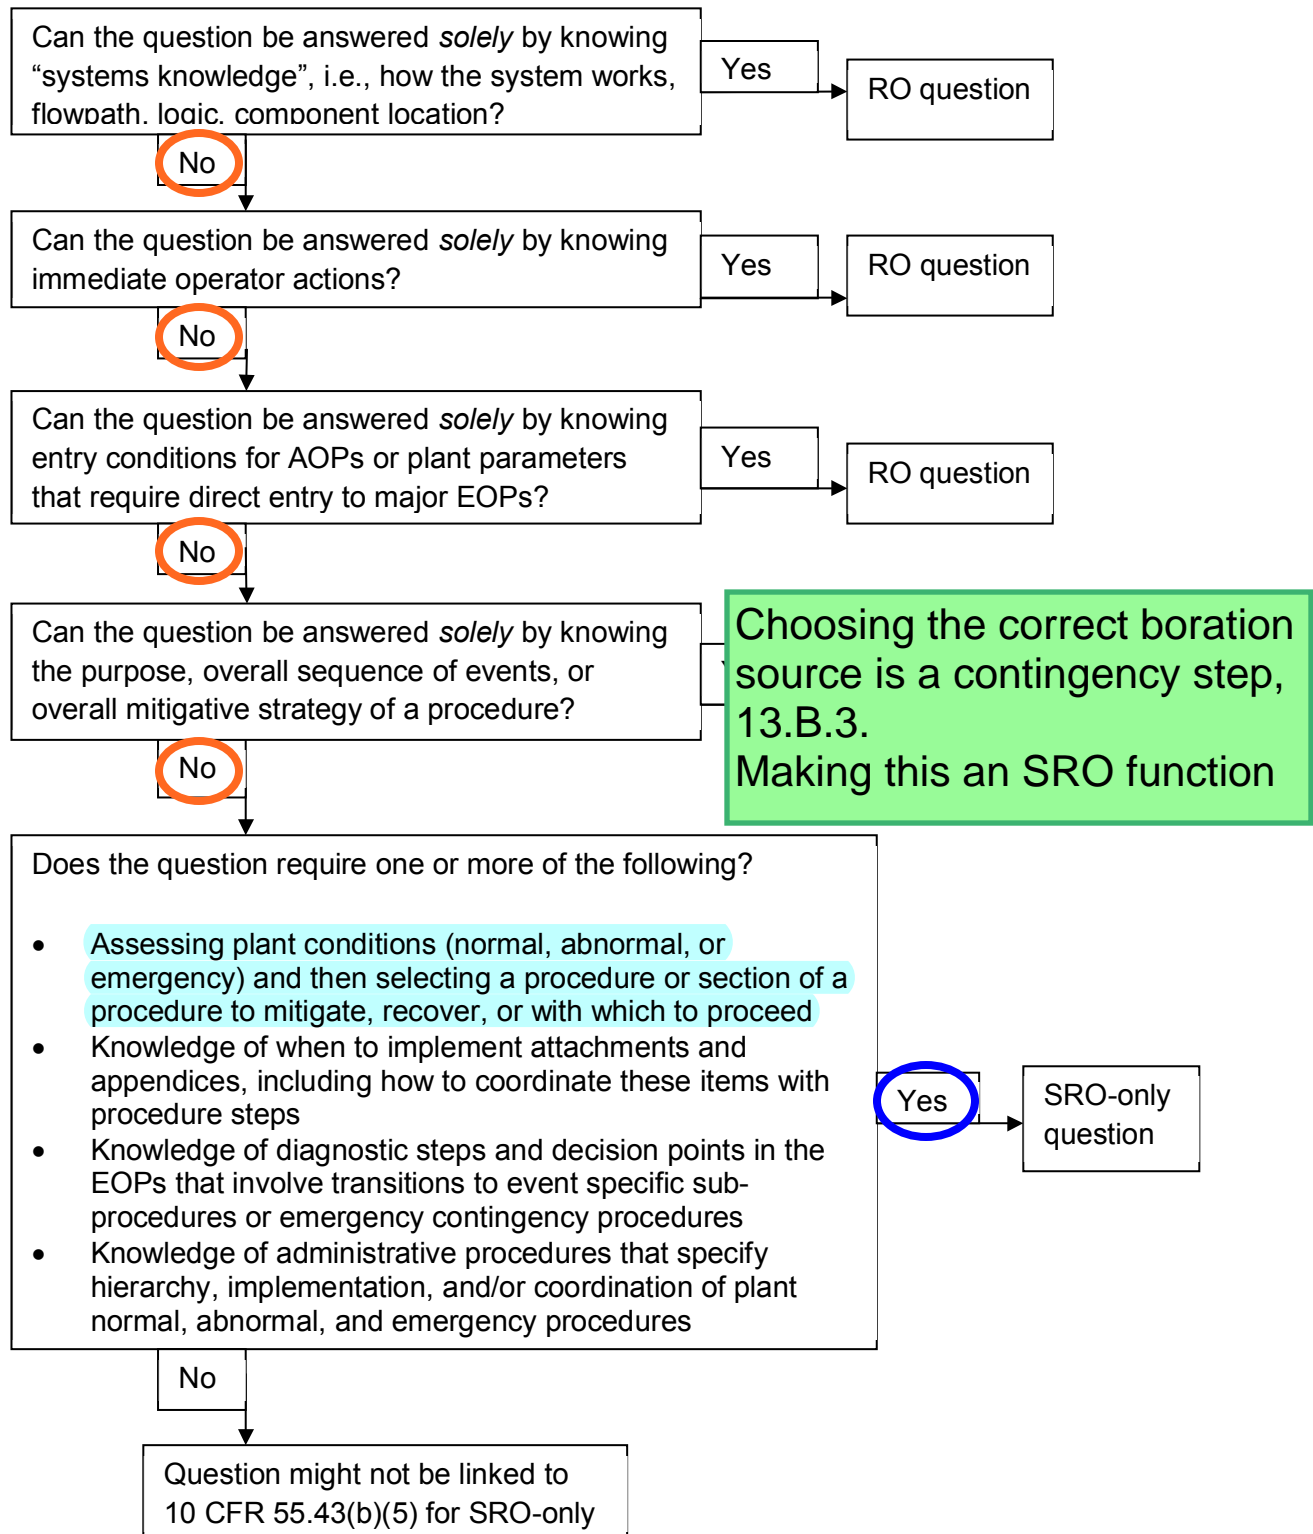 Can the question be answered solely by knowing
“systems knowledge”, i.e., how the system works,
flowpath, logic, component location?
Yes
RO question
No
Can the question be answered solely by knowing
immediate operator actions?
Yes
RO question
No
Can the question be answered solely by knowing
entry conditions for AOPs or plant parameters
that require direct entry to major EOPs?
Yes
RO question
No
Can the question be answered solely by knowing
the purpose, overall sequence of events, or
overall mitigative strategy of a procedure?
Choosing the correct boration
source is a contingency step,
13.B.3.
Making this an SRO function
No
Does the question require one or more of the following?
• Assessing plant conditions (normal, abnormal, or
emergency) and then selecting a procedure or section of a
procedure to mitigate, recover, or with which to proceed
• Knowledge of when to implement attachments and
appendices, including how to coordinate these items with
procedure steps
• Knowledge of diagnostic steps and decision points in the
EOPs that involve transitions to event specific sub-
procedures or emergency contingency procedures
• Knowledge of administrative procedures that specify
hierarchy, implementation, and/or coordination of plant
normal, abnormal, and emergency procedures
Yes
SRO-only
question
No
Question might not be linked to
10 CFR 55.43(b)(5) for SRO-only